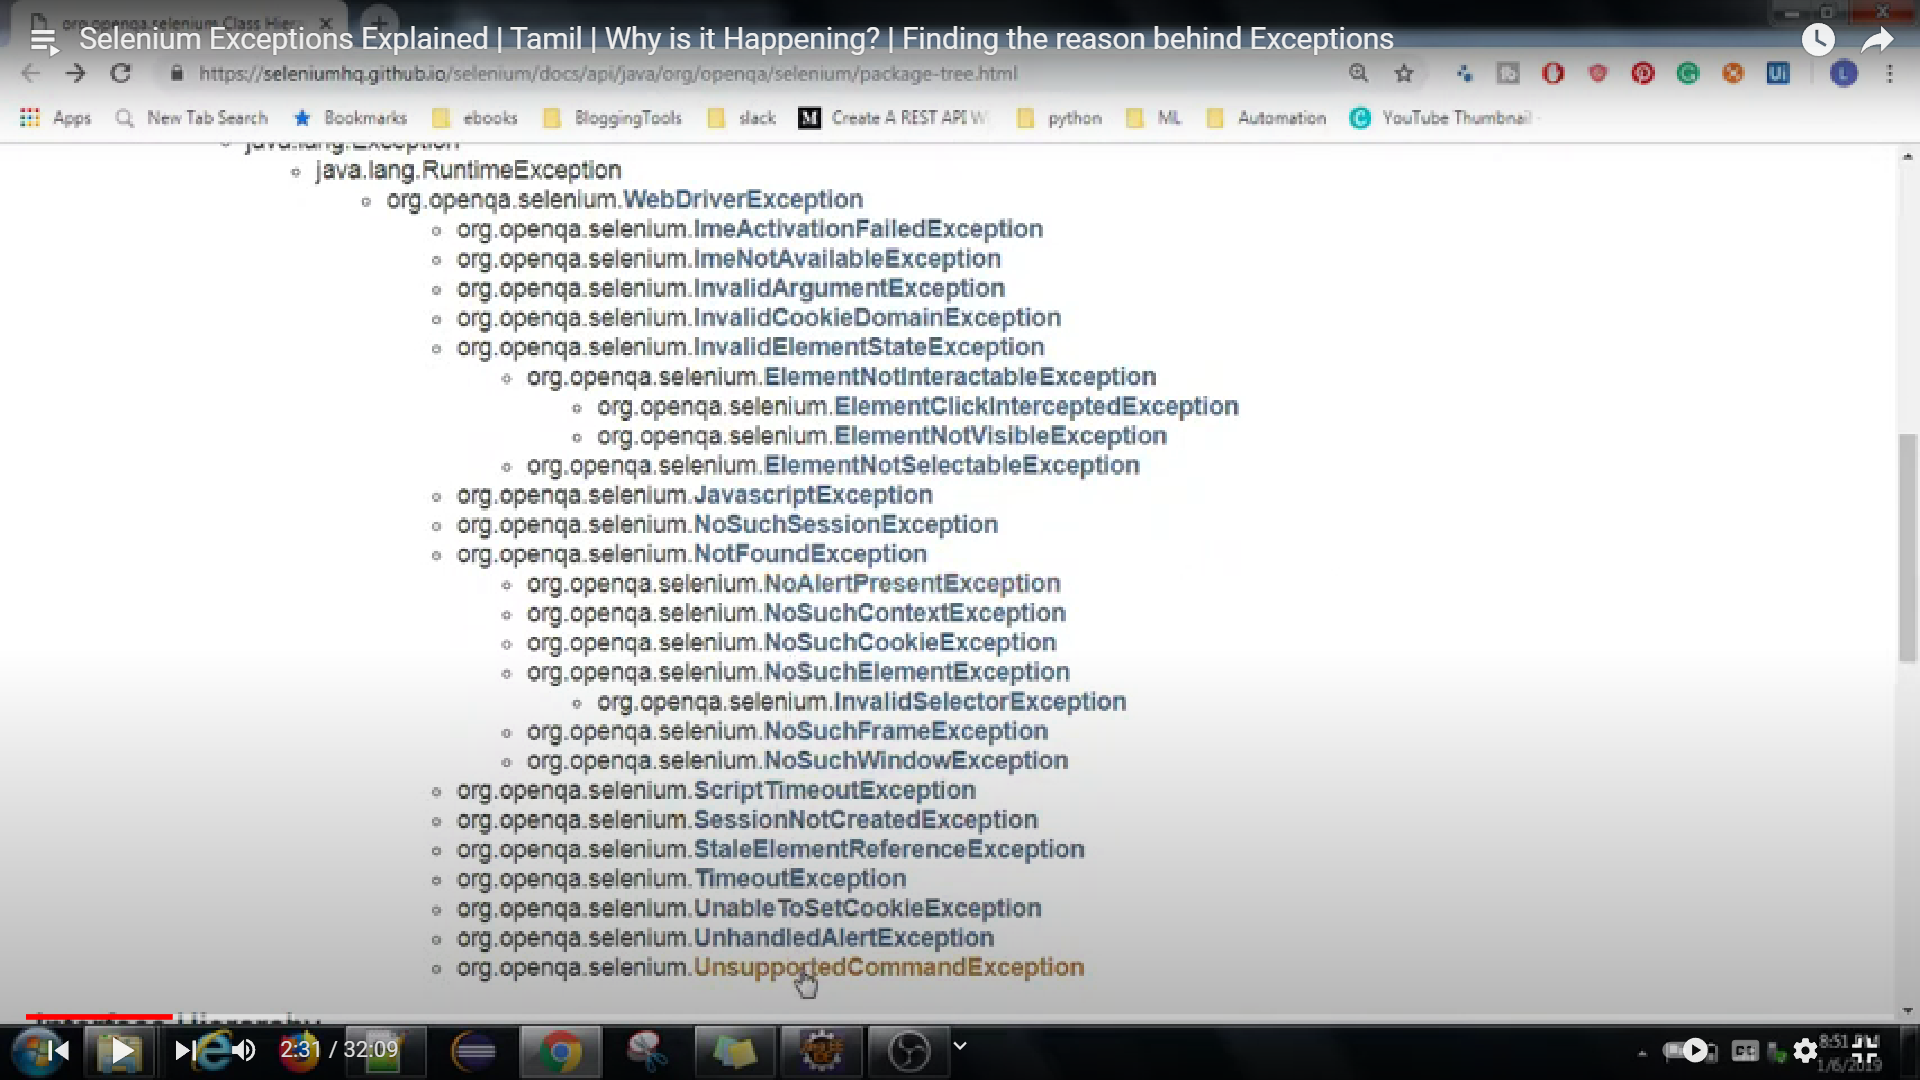 org.openqa.selenium Class Hier
Selenium Exceptions Explained | Tamil | Why is it Happening? | Finding the reason behind Exceptions
https://seleniumhq.github.io/selenium/docs/api/java/org/openqa/selenium/package-tree.html
Ui
L
Apps New Tab Search Bookmarks ebooks BloggingTools slack M Create A REST API W python ML Automation YouTube Thumbnail
java.lang.Exception
java.lang.RuntimeException
org.openqa.selenium.WebDriverException
org.openqa.selenium.ImeActivationFailedException
org.openqa.selenium.ImeNotAvailableException
org.openqa.selenium.InvalidArgumentException
org.openqa.selenium.InvalidCookieDomainException
org.openqa.selenium.InvalidElementStateException
org.openqa.selenium.ElementNotInteractableException
org.openqa.selenium.ElementClickInterceptedException
org.openqa.selenium.ElementNotVisibleException
org.openqa.selenium.ElementNotSelectableException
org.openqa.selenium.JavascriptException
org.openqa.selenium.NoSuchSessionException
org.openqa.selenium.NotFoundException
org.openqa.selenium.NoAlertPresentException
org.openqa.selenium.NoSuchContextException
org.openqa.selenium.NoSuchCookieException
org.openqa.selenium.NoSuchElementException
org.openqa.selenium.InvalidSelectorException
org.openqa.selenium.NoSuchFrameException
org.openqa.selenium.NoSuchWindowException
org.openqa.selenium.ScriptTimeoutException
org.openqa.selenium.SessionNotCreatedException
org.openqa.selenium.StaleElementReferenceException
org.openqa.selenium.TimeoutException
org.openqa.selenium.UnableToSetCookieException
org.openqa.selenium.UnhandledAlertException
org.openqa.selenium.UnsupportedCommandException
Interface Hierarchy
2:31 / 32:09
8:51 PM
1/6/2019